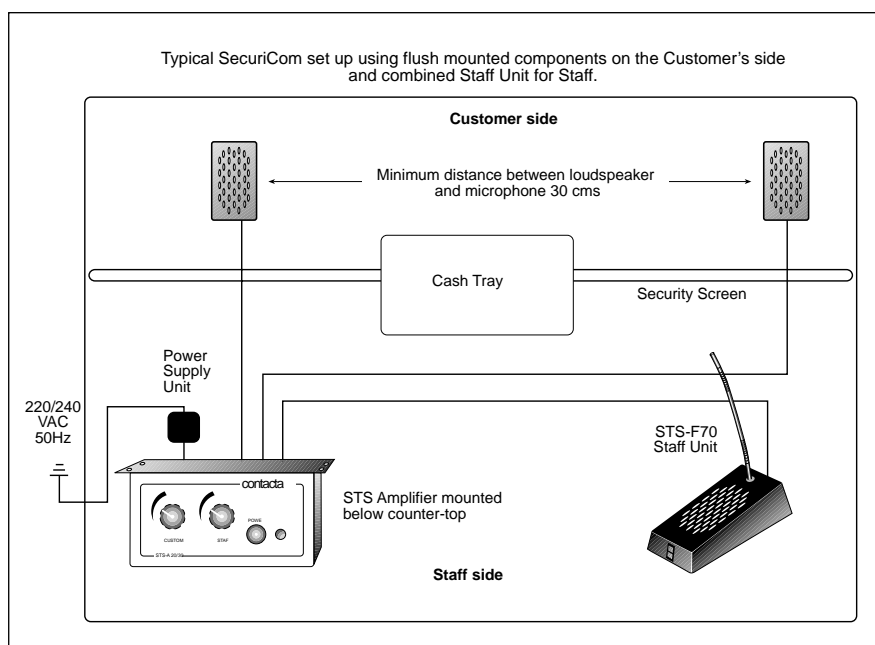 Typical SecuriCom set up using flush mounted components on the Customer's side
and combined Staff Unit for Staff.
Customer side
Minimum distance between loudspeaker
and microphone 30 cms
Cash Tray
Security Screen
Power
Supply
Unit
220/240
VAC
50Hz
STS-F70
Staff Unit
contacta
STS Amplifier mounted
below counter-top
POWE
CUSTOM
STAF
STS-A 20/30
Staff side